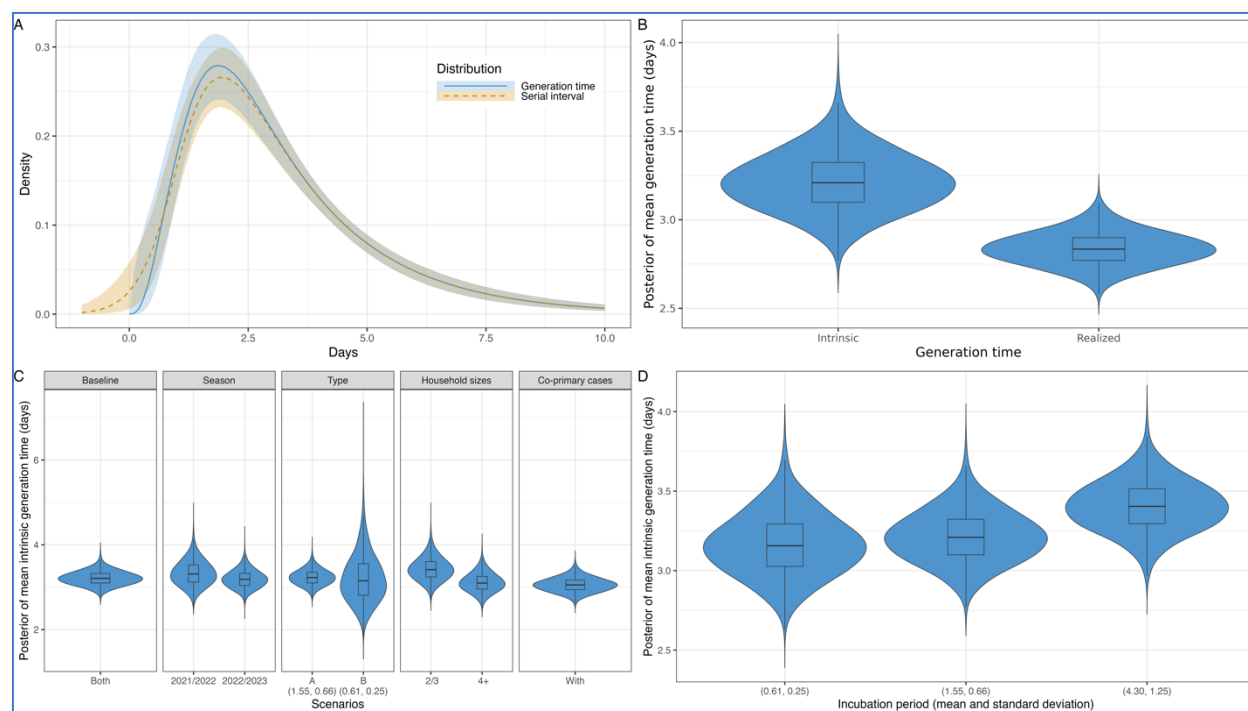 A
Density
0.3
0.2
0.1
0.0
Distribution
Generation time
Serial interval
0.0 2.5 5.0 7.5 10.0
Days
B
Posterior of mean generation time (days)
4.0
3.5
3.0
2.5
Intrinsic Realized
Generation time
C
Posterior of mean intrinsic generation time (days)
Baseline Season Type Household sizes Co-primary cases
6
4
2
Both 2021/2022 2022/2023 A B 2/3 4+ With
(1.55, 0.66) (0.61, 0.25)
Scenarios
D
Posterior of mean intrinsic generation time (days)
4.0
3.5
3.0
2.5
(0.61, 0.25) (1.55, 0.66) (4.30, 1.25)
Incubation period (mean and standard deviation)